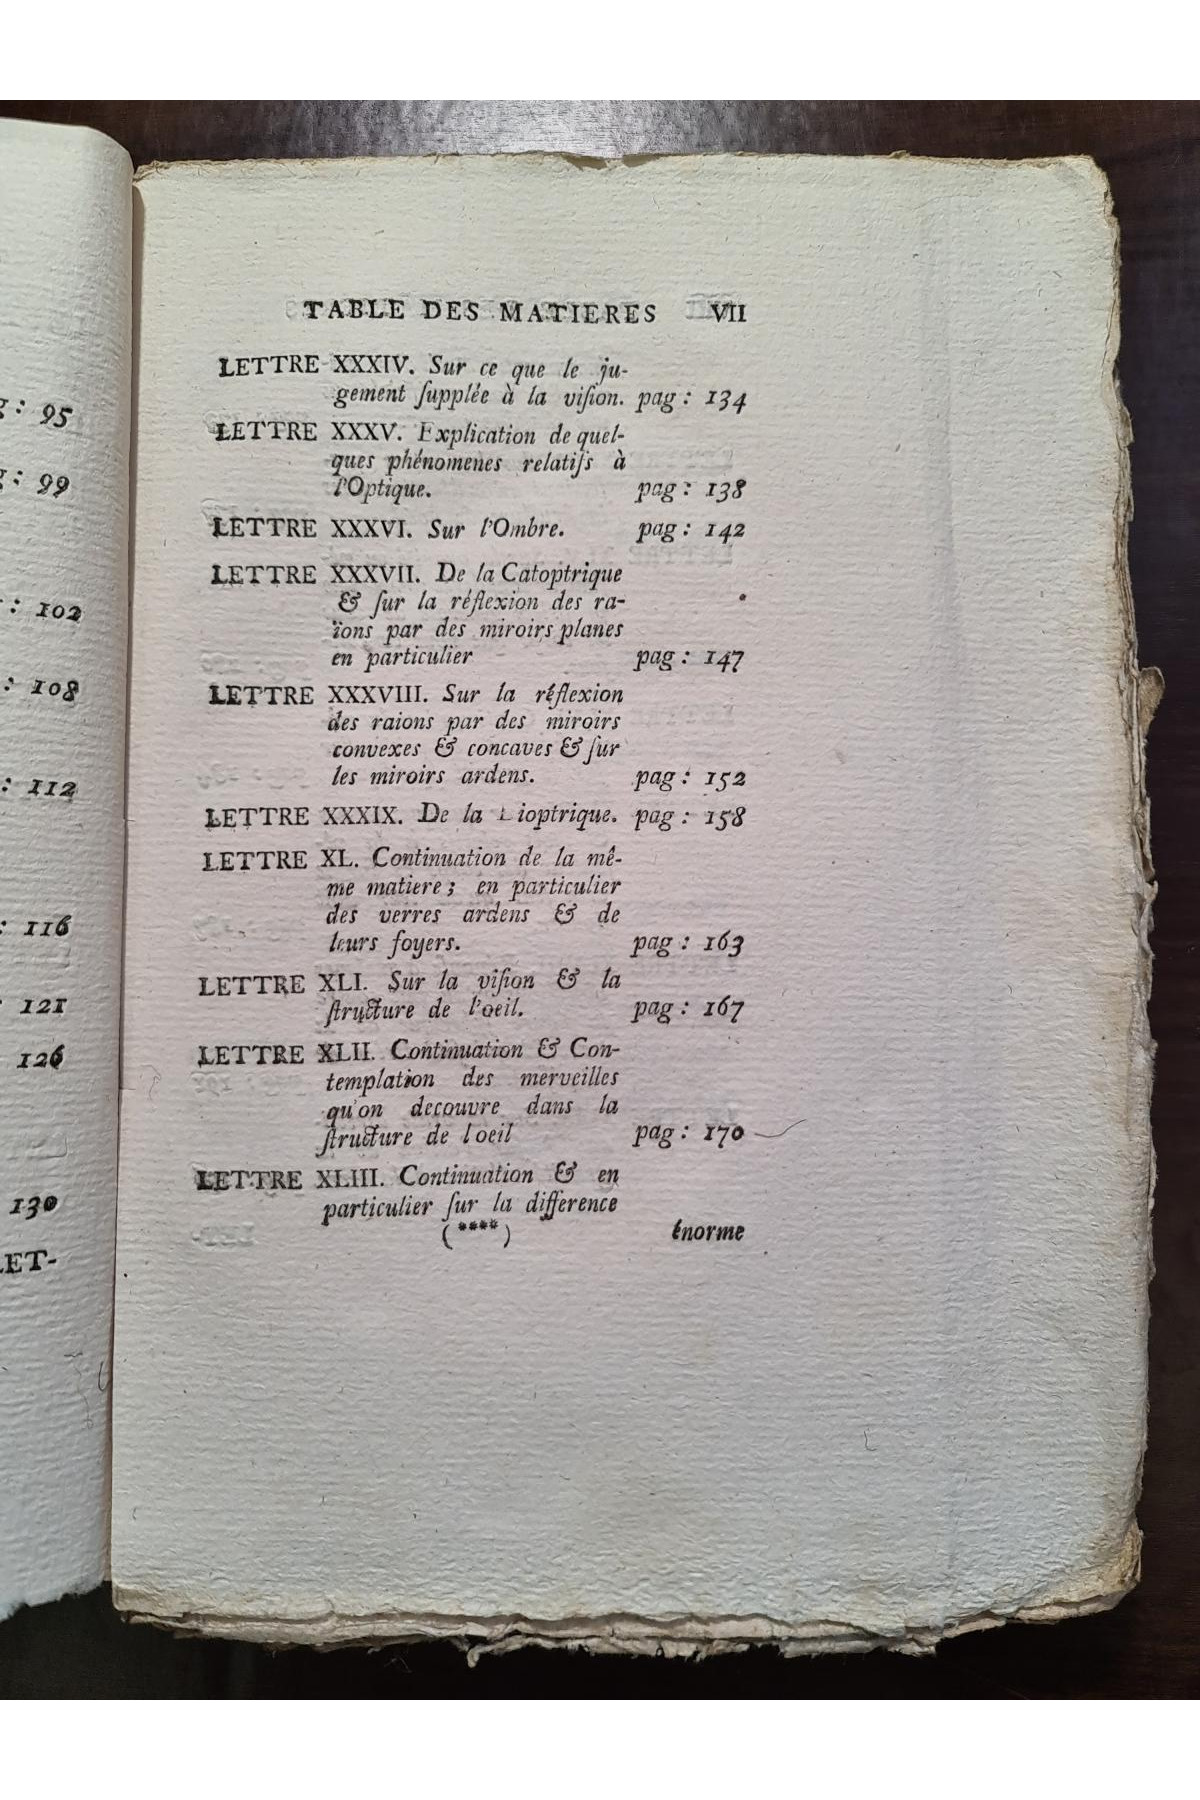 g: 95
g: 99
: 102
: 108
: 112
: 116
: 121
126
130
LET-
TABLE DES MATIERES VII
LETTRE XXXIV. Sur ce que le ju-
gement ſupplée à la viſion. pag: 134
LETTRE XXXV. Explication de quel-
ques phénomenes relatifs à
l'Optique. pag: 138
LETTRE XXXVI. Sur l'Ombre. pag: 142
LETTRE XXXVII. De la Catoptrique
& ſur la réflexion des ra-
ïons par des miroirs planes
en particulier pag: 147
LETTRE XXXVIII. Sur la réflexion
des raions par des miroirs
convexes & concaves & ſur
les miroirs ardens. pag: 152
LETTRE XXXIX. De la Dioptrique. pag: 158
LETTRE XL. Continuation de la mê-
me matiere; en particulier
des verres ardens & de
leurs foyers. pag: 163
LETTRE XLI. Sur la viſion & la
ſtructure de l'oeil. pag: 167
LETTRE XLII. Continuation & Con-
templation des merveilles
qu'on decouvre dans la
ſtructure de loeil pag: 170
LETTRE XLIII. Continuation & en
particulier ſur la difference
(****) énorme